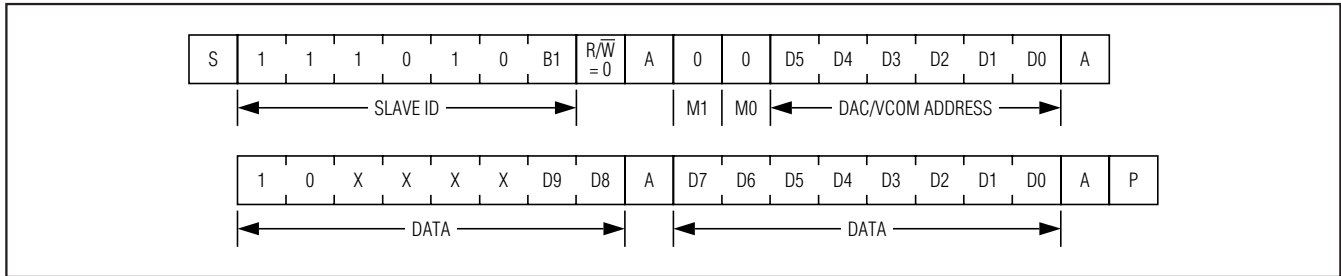 S 1 1 1 0 1 0 B1 R/W̅ = 0 A 0 0 D5 D4 D3 D2 D1 D0 A
SLAVE ID M1 M0 DAC/VCOM ADDRESS
1 0 X X X X D9 D8 A D7 D6 D5 D4 D3 D2 D1 D0 A P
DATA DATA